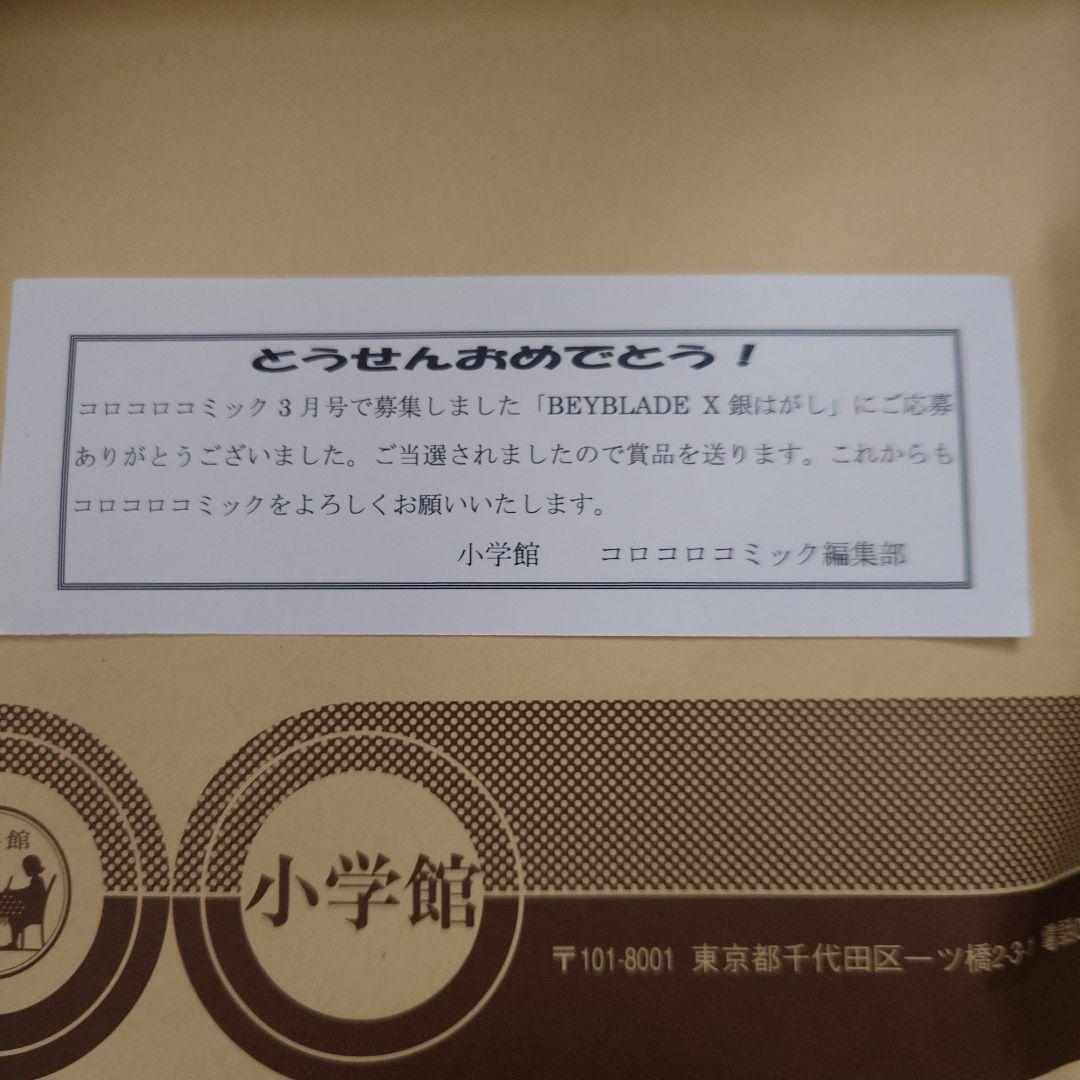 とうせんおめでとう！
コロコロコミック３月号で募集しました「BEYBLADE X 銀はがし」にご応募
ありがとうございました。ご当選されましたので賞品を送ります。これからも
コロコロコミックをよろしくお願いいたします。
小学館　　コロコロコミック編集部
館
小学館
〒101-8001 東京都千代田区一ツ橋2-3-1